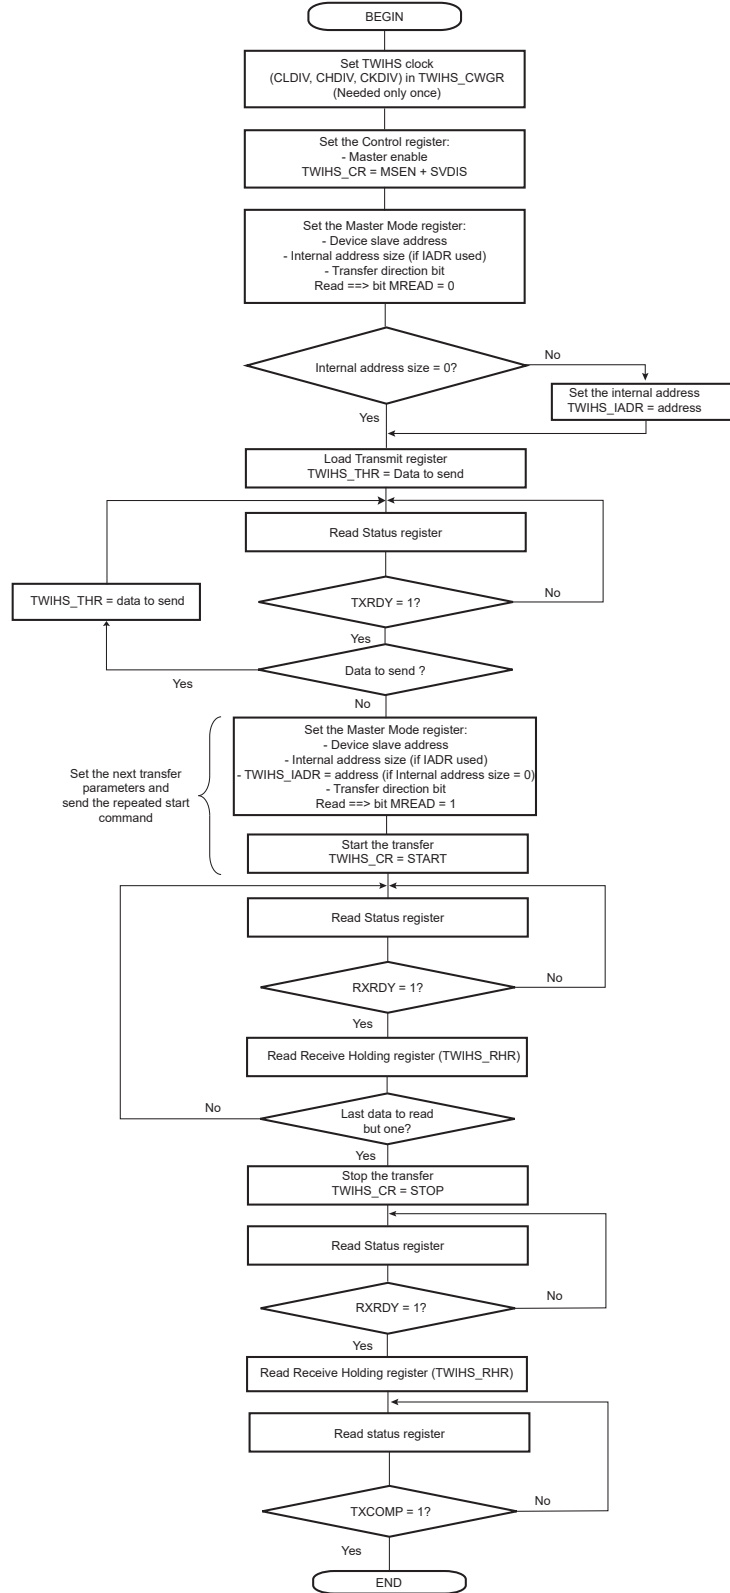 BEGIN
Set TWIHS clock
(CLDIV, CHDIV, CKDIV) in TWIHS_CWGR
(Needed only once)
Set the Control register:
- Master enable
TWIHS_CR = MSEN + SVDIS
Set the Master Mode register:
- Device slave address
- Internal address size (if IADR used)
- Transfer direction bit
Read ==> bit MREAD = 0
Internal address size = 0?
No
Set the internal address
TWIHS_IADR = address
Yes
Load Transmit register
TWIHS_THR = Data to send
Read Status register
TWIHS_THR = data to send
TXRDY = 1?
No
Yes
Data to send ?
Yes
No
Set the next transfer
parameters and
send the repeated start
command
Set the Master Mode register:
- Device slave address
- Internal address size (if IADR used)
- TWIHS_IADR = address (if Internal address size = 0)
- Transfer direction bit
Read ==> bit MREAD = 1
Start the transfer
TWIHS_CR = START
Read Status register
RXRDY = 1?
No
Yes
Read Receive Holding register (TWIHS_RHR)
No
Last data to read
but one?
Yes
Stop the transfer
TWIHS_CR = STOP
Read Status register
RXRDY = 1?
No
Yes
Read Receive Holding register (TWIHS_RHR)
Read status register
TXCOMP = 1?
No
Yes
END